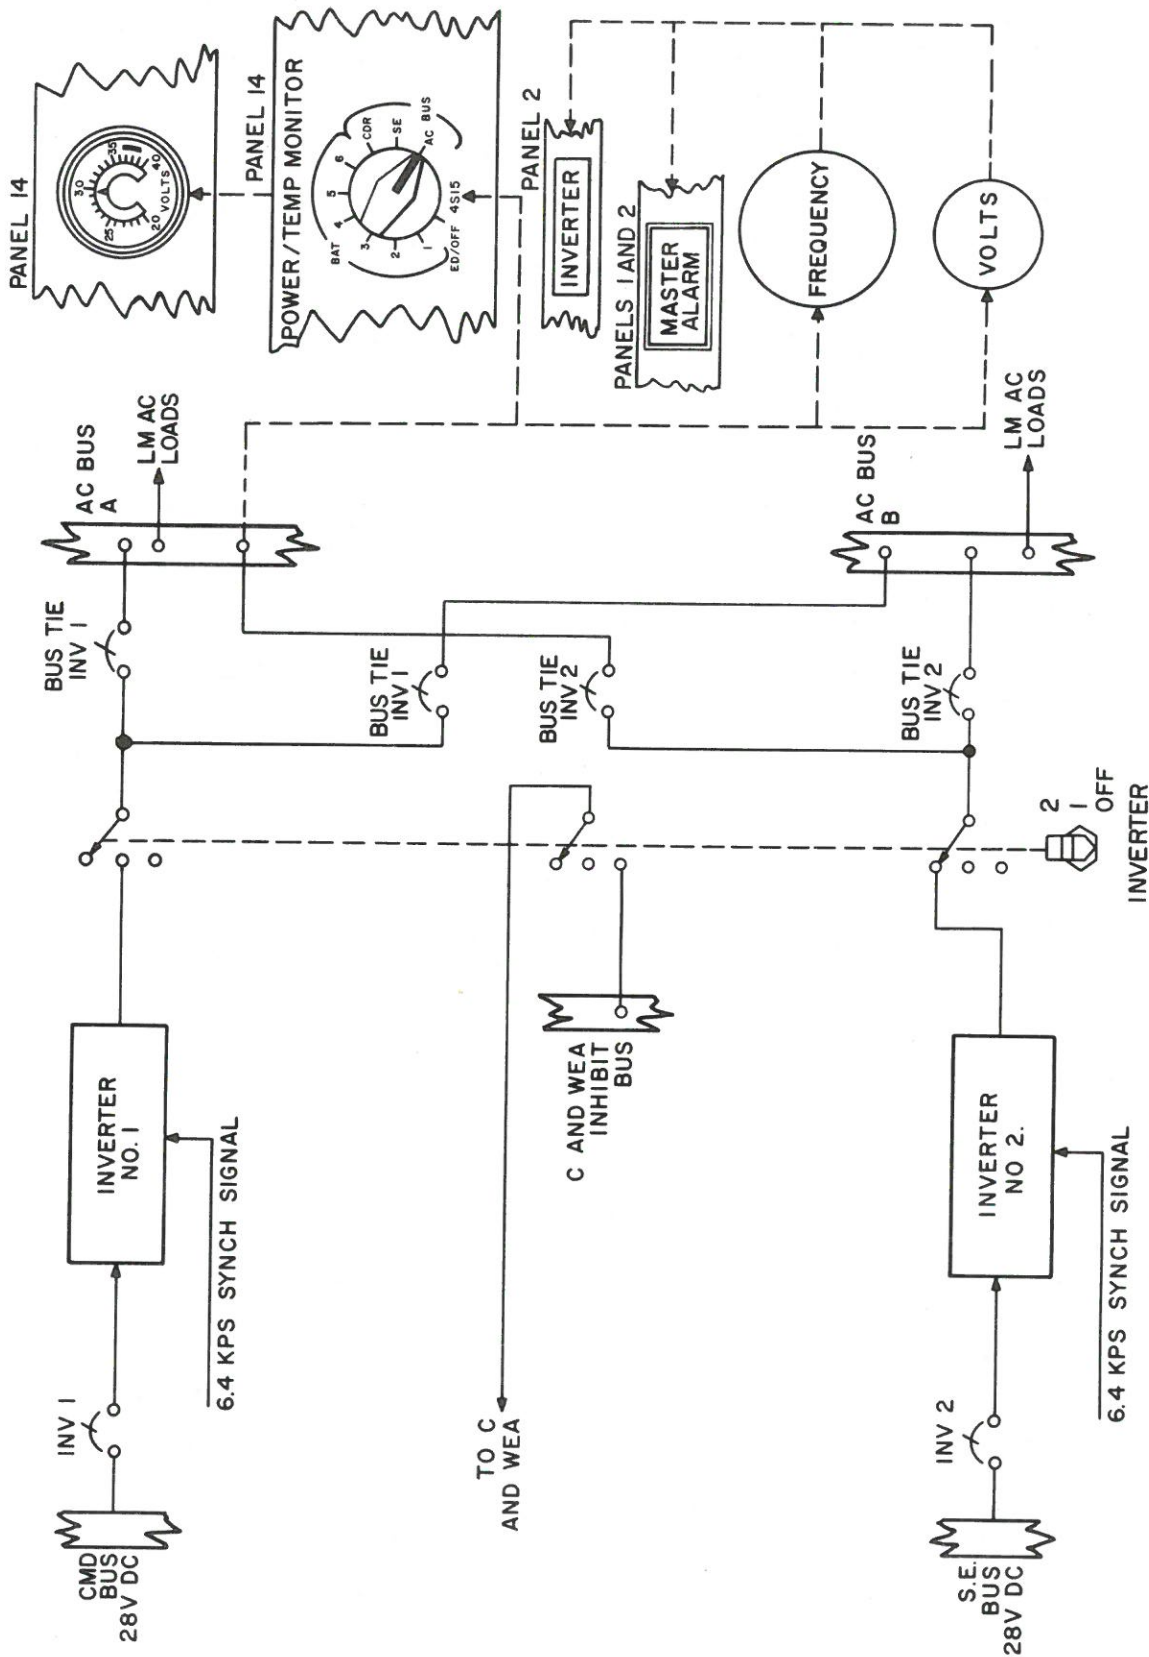 PANEL 14
25
30
35
20
40
VOLTS
PANEL 14
POWER/TEMP MONITOR
BAT
ED/OFF
1
2
3
4
5
6
CDR
SE
AC BUS
4S15
PANEL 2
INVERTER
PANELS 1 AND 2
MASTER
ALARM
FREQUENCY
VOLTS
AC BUS
A
LM AC
LOADS
AC BUS
B
LM AC
LOADS
BUS TIE
INV 1
BUS TIE
INV 1
BUS TIE
INV 2
BUS TIE
INV 2
2
1
OFF
INVERTER
INVERTER
NO. 1
6.4 KPS SYNCH SIGNAL
C AND WEA
INHIBIT
BUS
INVERTER
NO 2.
6.4 KPS SYNCH SIGNAL
INV 1
CMD
BUS
28V DC
TO C
AND WEA
INV 2
S.E.
BUS
28V DC